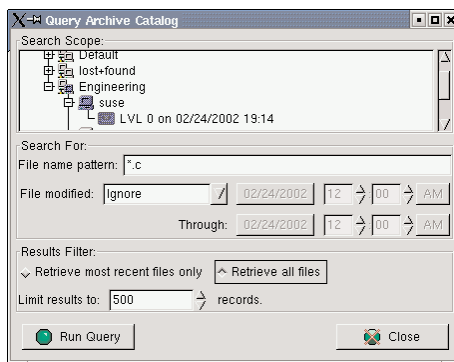 Query Archive Catalog
Search Scope:
Default
lost+found
Engineering
suse
LVL 0 on 02/24/2002 19:14
Search For:
File name pattern: *.c
File modified: Ignore 02/24/2002 12 :00 AM
Through: 02/24/2002 12 :00 AM
Results Filter:
Retrieve most recent files only Retrieve all files
Limit results to: 500 records.
Run Query Close